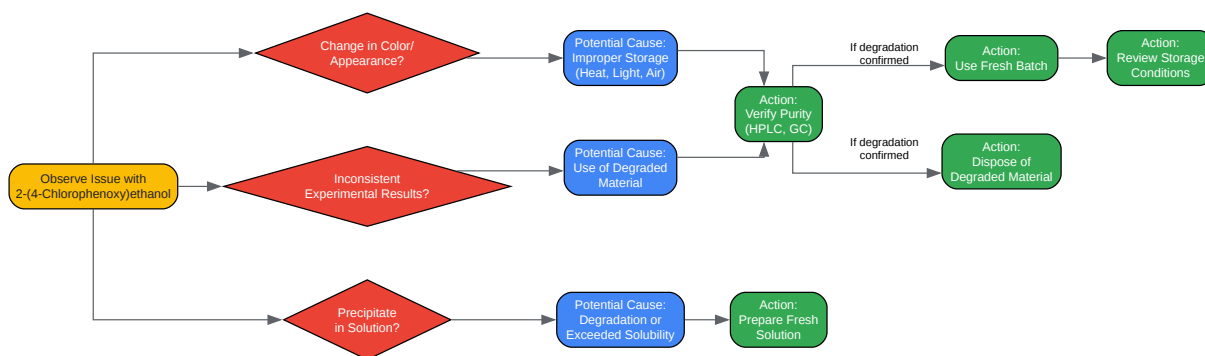 Change in Color/
Appearance?
Potential Cause:
Improper Storage
(Heat, Light, Air)
If degradation
confirmed
Action:
Use Fresh Batch
Action:
Review Storage
Conditions
Action:
Verify Purity
(HPLC, GC)
Observe Issue with
2-(4-Chlorophenoxy)ethanol
Inconsistent
Experimental Results?
Potential Cause:
Use of Degraded
Material
If degradation
confirmed
Action:
Dispose of
Degraded Material
Precipitate
in Solution?
Potential Cause:
Degradation or
Exceeded Solubility
Action:
Prepare Fresh
Solution